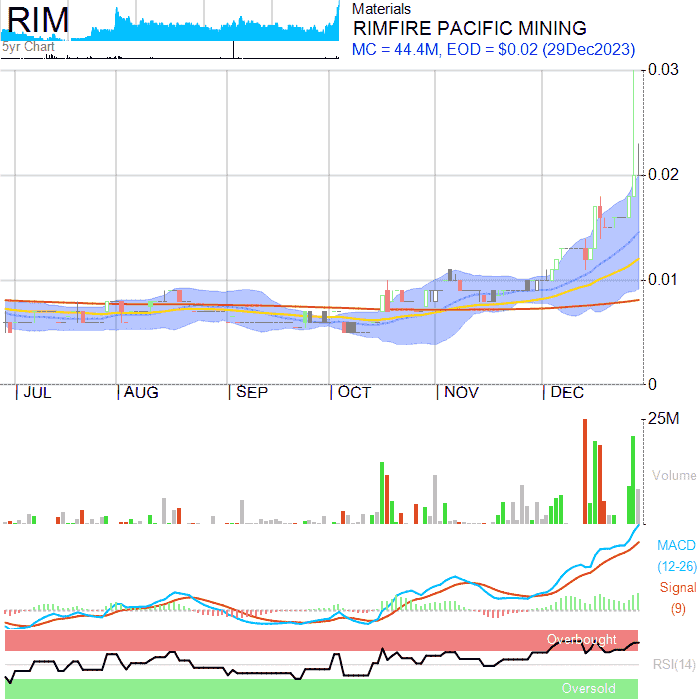 RIM
5yr Chart
Materials
RIMFIRE PACIFIC MINING
MC = 44.4M, EOD = $0.02 (29Dec2023)
0.03
0.02
0.01
0
JUL AUG SEP OCT NOV DEC
25M
Volume
MACD
(12-26)
Signal
(9)
Overbought
RSI(14)
Oversold